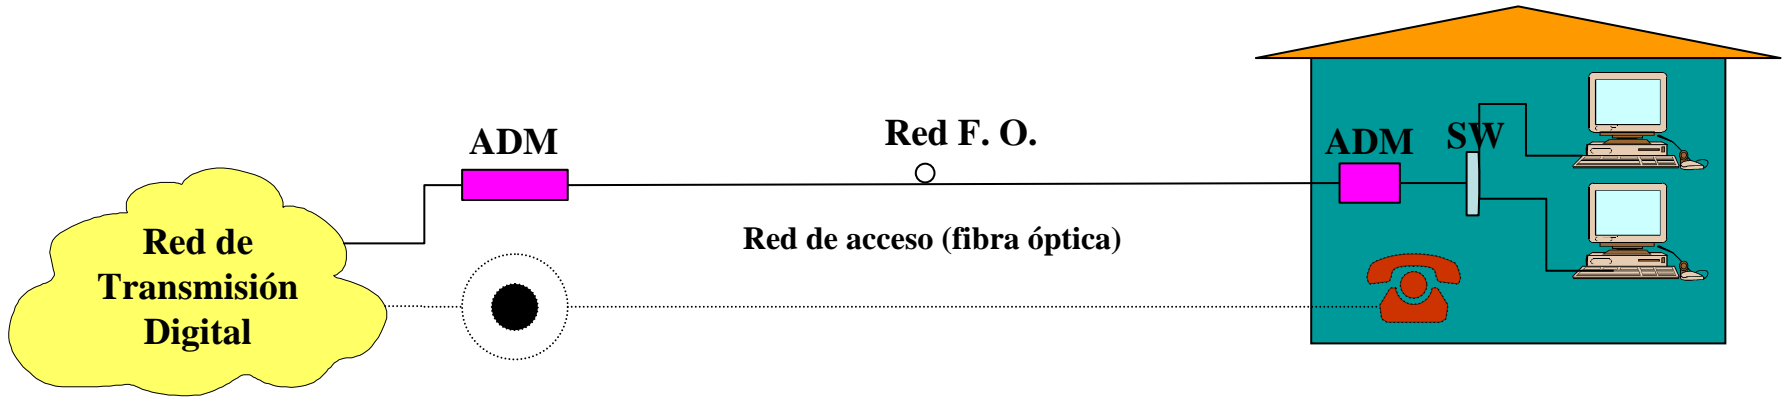 ADM
Red F. O.
ADM
SW
Red de
Transmisión
Digital
Red de acceso (fibra óptica)